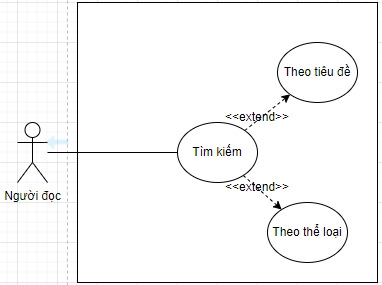 Theo tiêu đề
<<extend>>
Tìm kiếm
<<extend>>
Người đọc
Theo thể loại